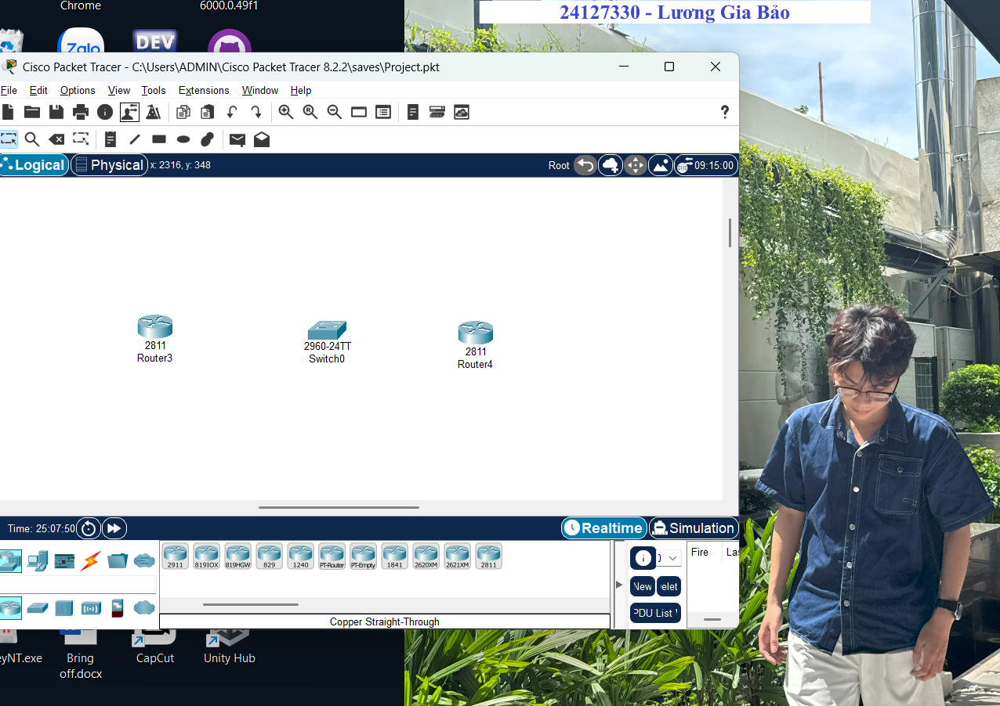 Chrome
6000.0.49f1
24127330 - Lương Gia Bảo
Zalo
DEV
Cisco Packet Tracer - C:\Users\ADMIN\Cisco Packet Tracer 8.2.2\saves\Project.pkt
File Edit Options View Tools Extensions Window Help
?
Logical Physical x: 2316, y: 348 Root 09:15:00
2811
Router3
2960-24TT
Switch0
2811
Router4
Time: 25:07:50 Realtime Simulation
2911 819IOX 819HGW 829 1240 PT-Router PT-Empty 1841 2620XM 2621XM 2811
Fire Las
New elet
PDU List
Copper Straight-Through
eyNT.exe
Bring
off.docx
CapCut
Unity Hub